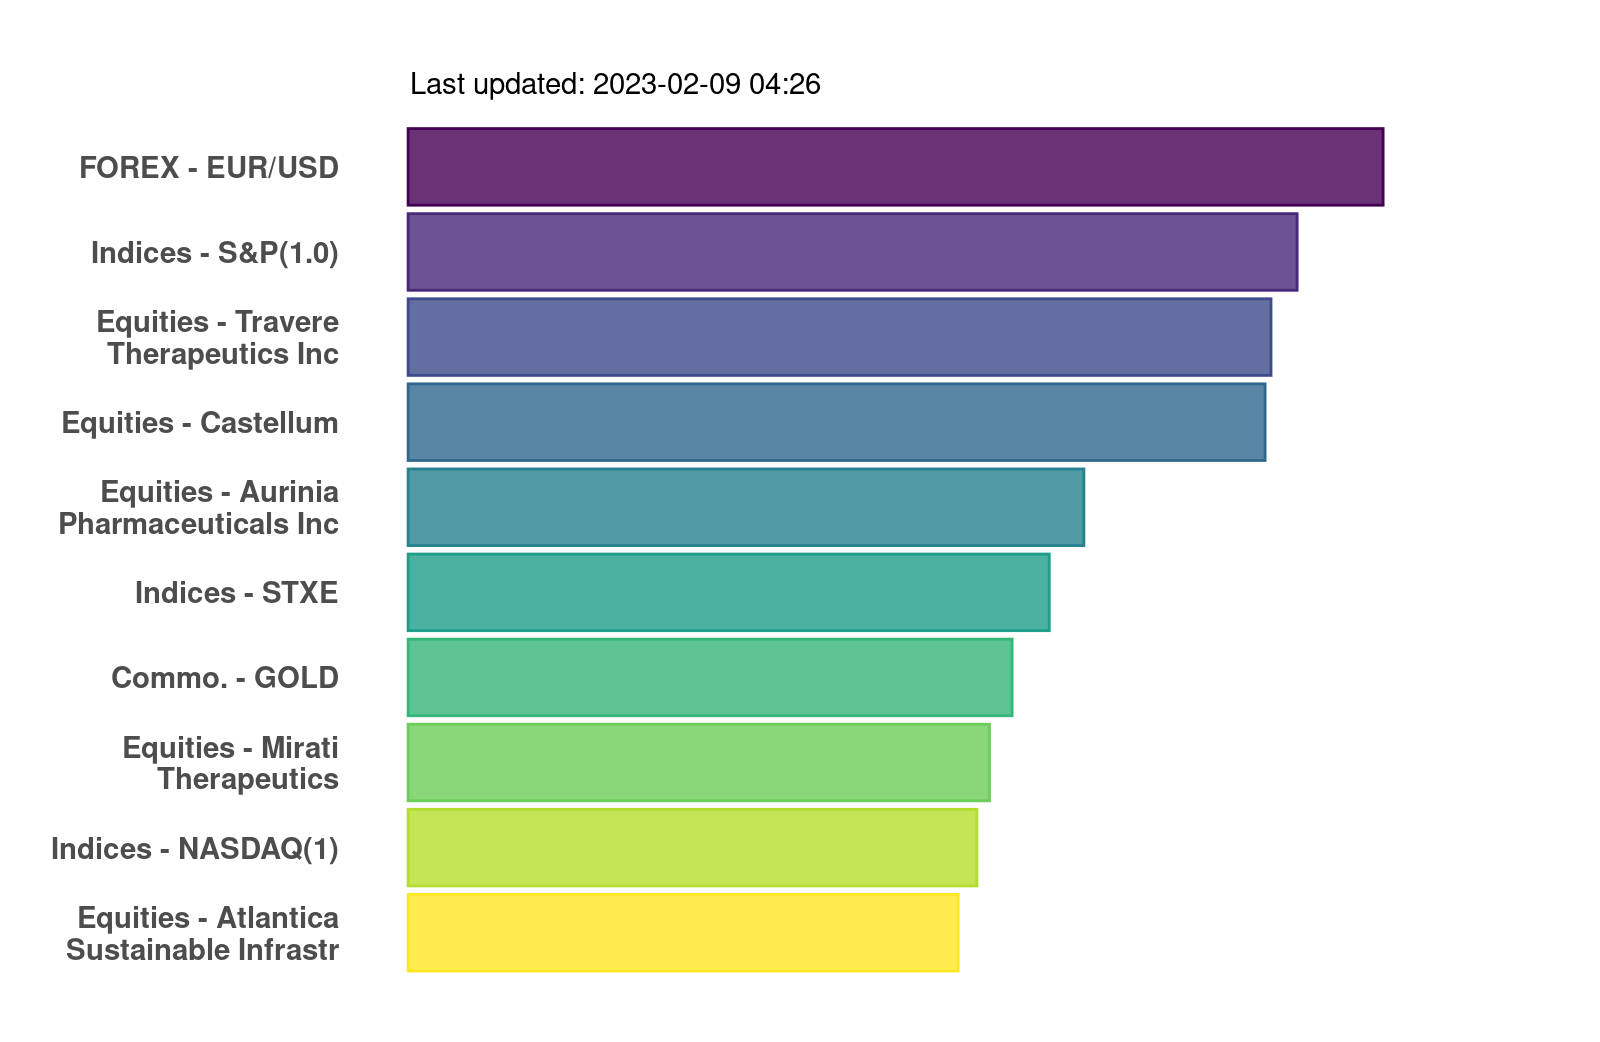 Last updated: 2023-02-09 04:26
FOREX - EUR/USD
Indices - S&P(1.0)
Equities - Travere
Therapeutics Inc
Equities - Castellum
Equities - Aurinia
Pharmaceuticals Inc
Indices - STXE
Commo. - GOLD
Equities - Mirati
Therapeutics
Indices - NASDAQ(1)
Equities - Atlantica
Sustainable Infrastr